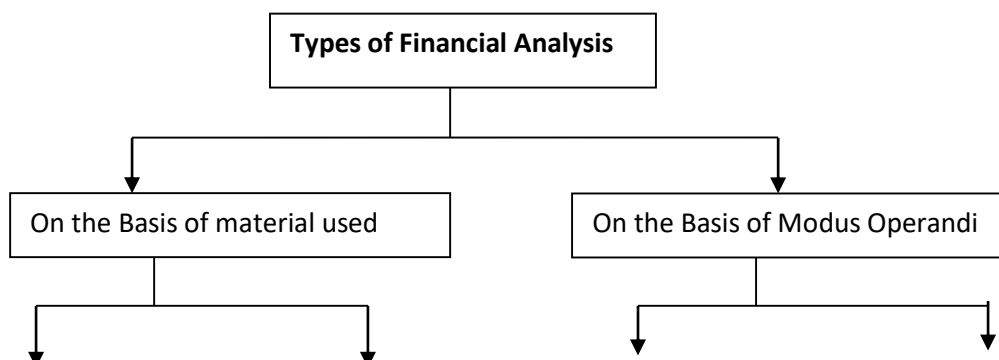 Types of Financial Analysis
On the Basis of material used
On the Basis of Modus Operandi